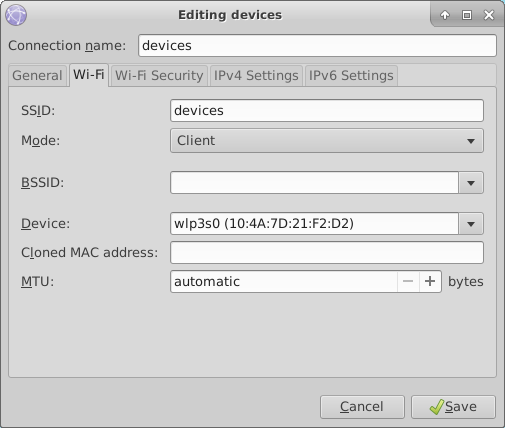 Editing devices
Connection name: devices
General Wi-Fi Wi-Fi Security IPv4 Settings IPv6 Settings
SSID: devices
Mode: Client
BSSID:
Device: wlp3s0 (10:4A:7D:21:F2:D2)
Cloned MAC address:
MTU: automatic bytes
Cancel Save